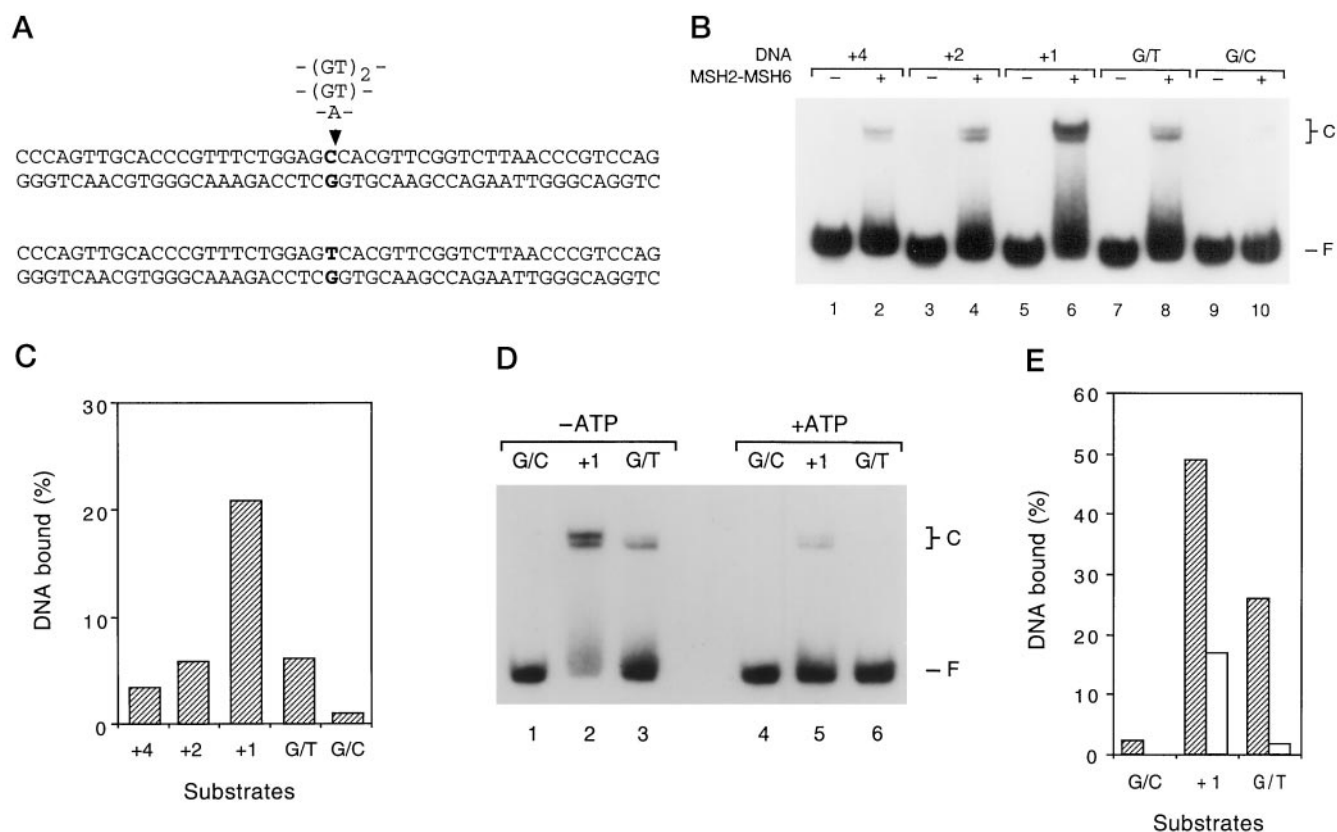 A
-(GT)2-
-(GT)-
-A-
CCCAGTTGCACCCGTTTCTGGAGCCACGTTCGGTCTTAACCCGTCCAG
GGGTCAACGTGGGCAAAGACCTCGGTGCAAGCCAGAATTGGGCAGGTC
CCCAGTTGCACCCGTTTCTGGAGTCACGTTCGGTCTTAACCCGTCCAG
GGGTCAACGTGGGCAAAGACCTCGGTGCAAGCCAGAATTGGGCAGGTC
B
DNA +4 +2 +1 G/T G/C
MSH2-MSH6 – + – + – + – + – +
C
– F
1 2 3 4 5 6 7 8 9 10
C
DNA bound (%)
30
20
10
0
+4 +2 +1 G/T G/C
Substrates
D
–ATP +ATP
G/C +1 G/T G/C +1 G/T
C
– F
1 2 3 4 5 6
E
DNA bound (%)
60
50
40
30
20
10
0
G/C +1 G/T
Substrates